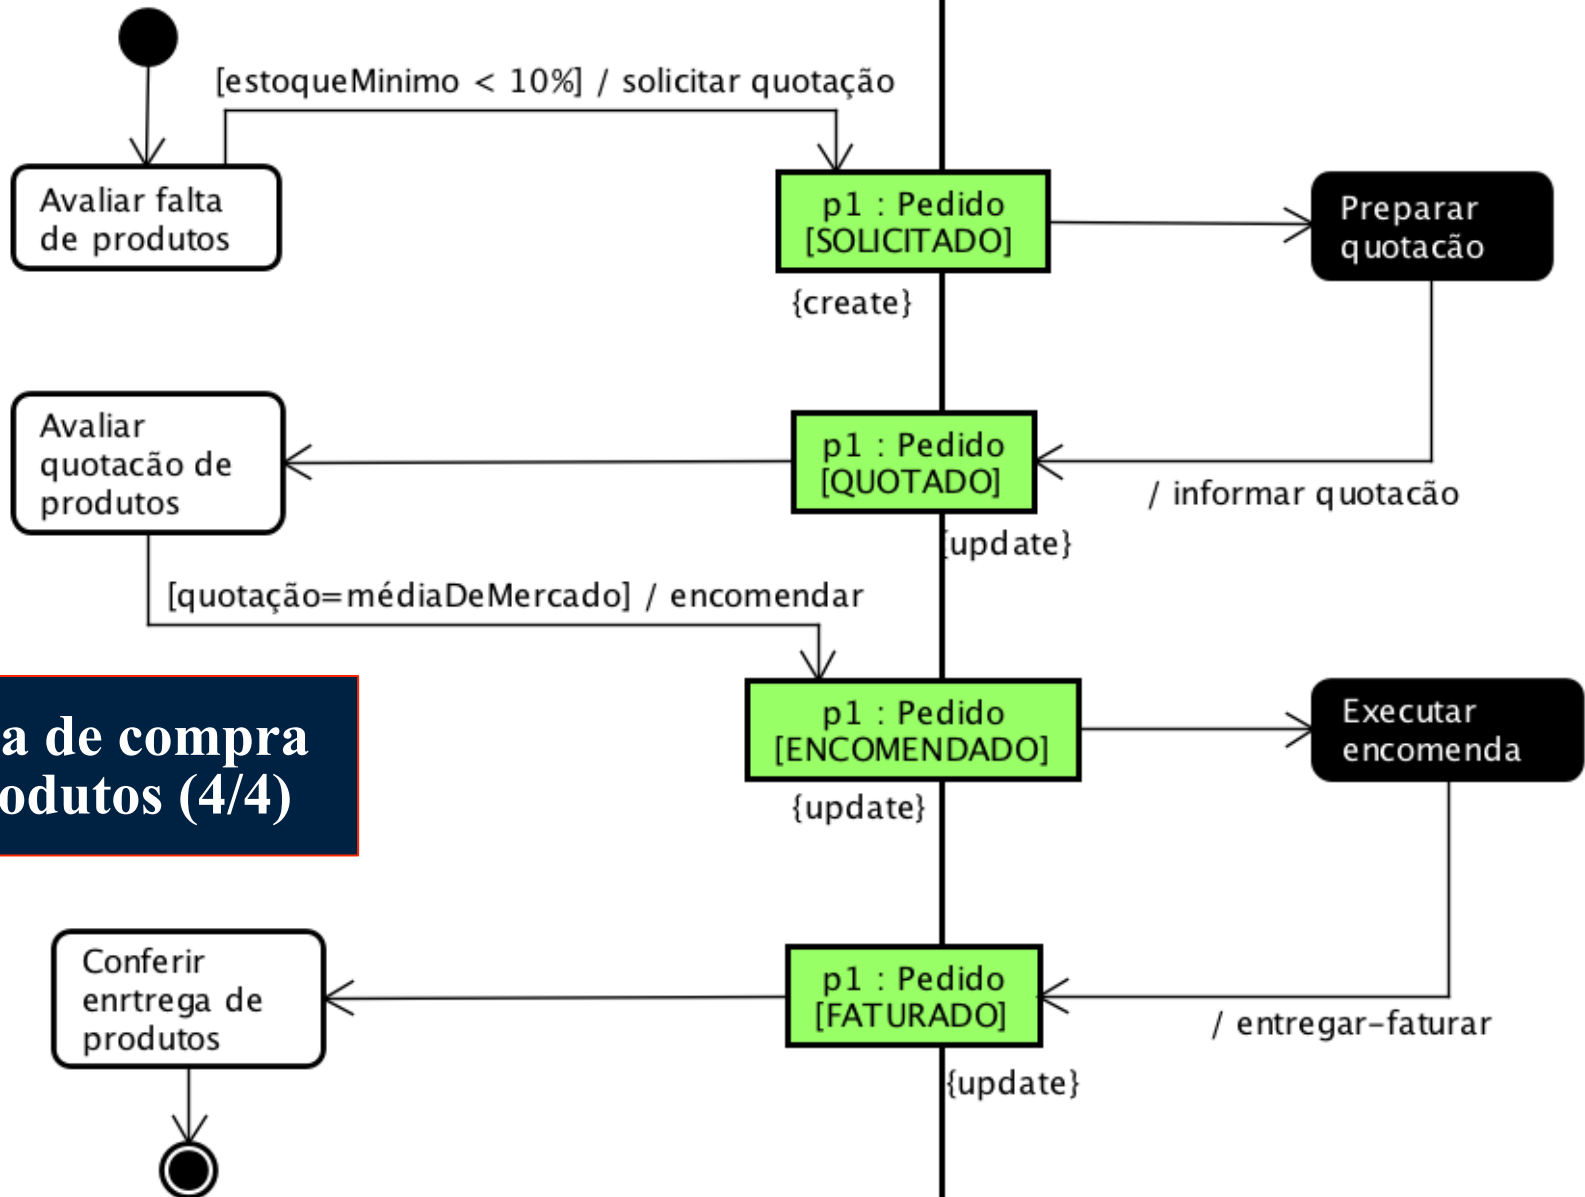 [estoqueMinimo < 10%] / solicitar quotação
Avaliar falta
de produtos
p1 : Pedido
[SOLICITADO]
{create}
Preparar
quotacão
Avaliar
quotacão de
produtos
p1 : Pedido
[QUOTADO]
{update}
/ informar quotacão
[quotação=médiaDeMercado] / encomendar
p1 : Pedido
[ENCOMENDADO]
{update}
Executar
encomenda
a de compra
odutos (4/4)
Conferir
enrtrega de
produtos
p1 : Pedido
[FATURADO]
{update}
/ entregar-faturar